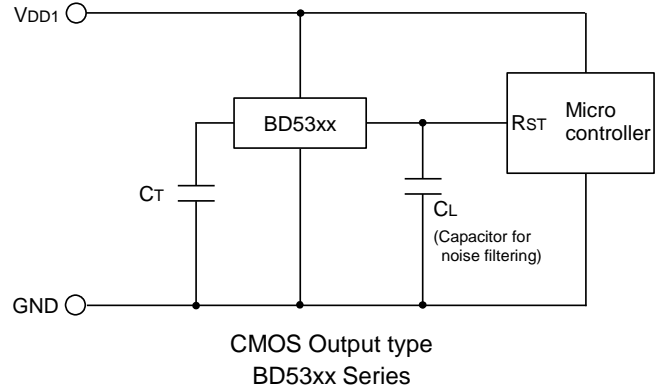 VDD1
BD53xx
RST
Micro
controller
CT
CL
(Capacitor for
noise filtering)
GND
CMOS Output type
BD53xx Series